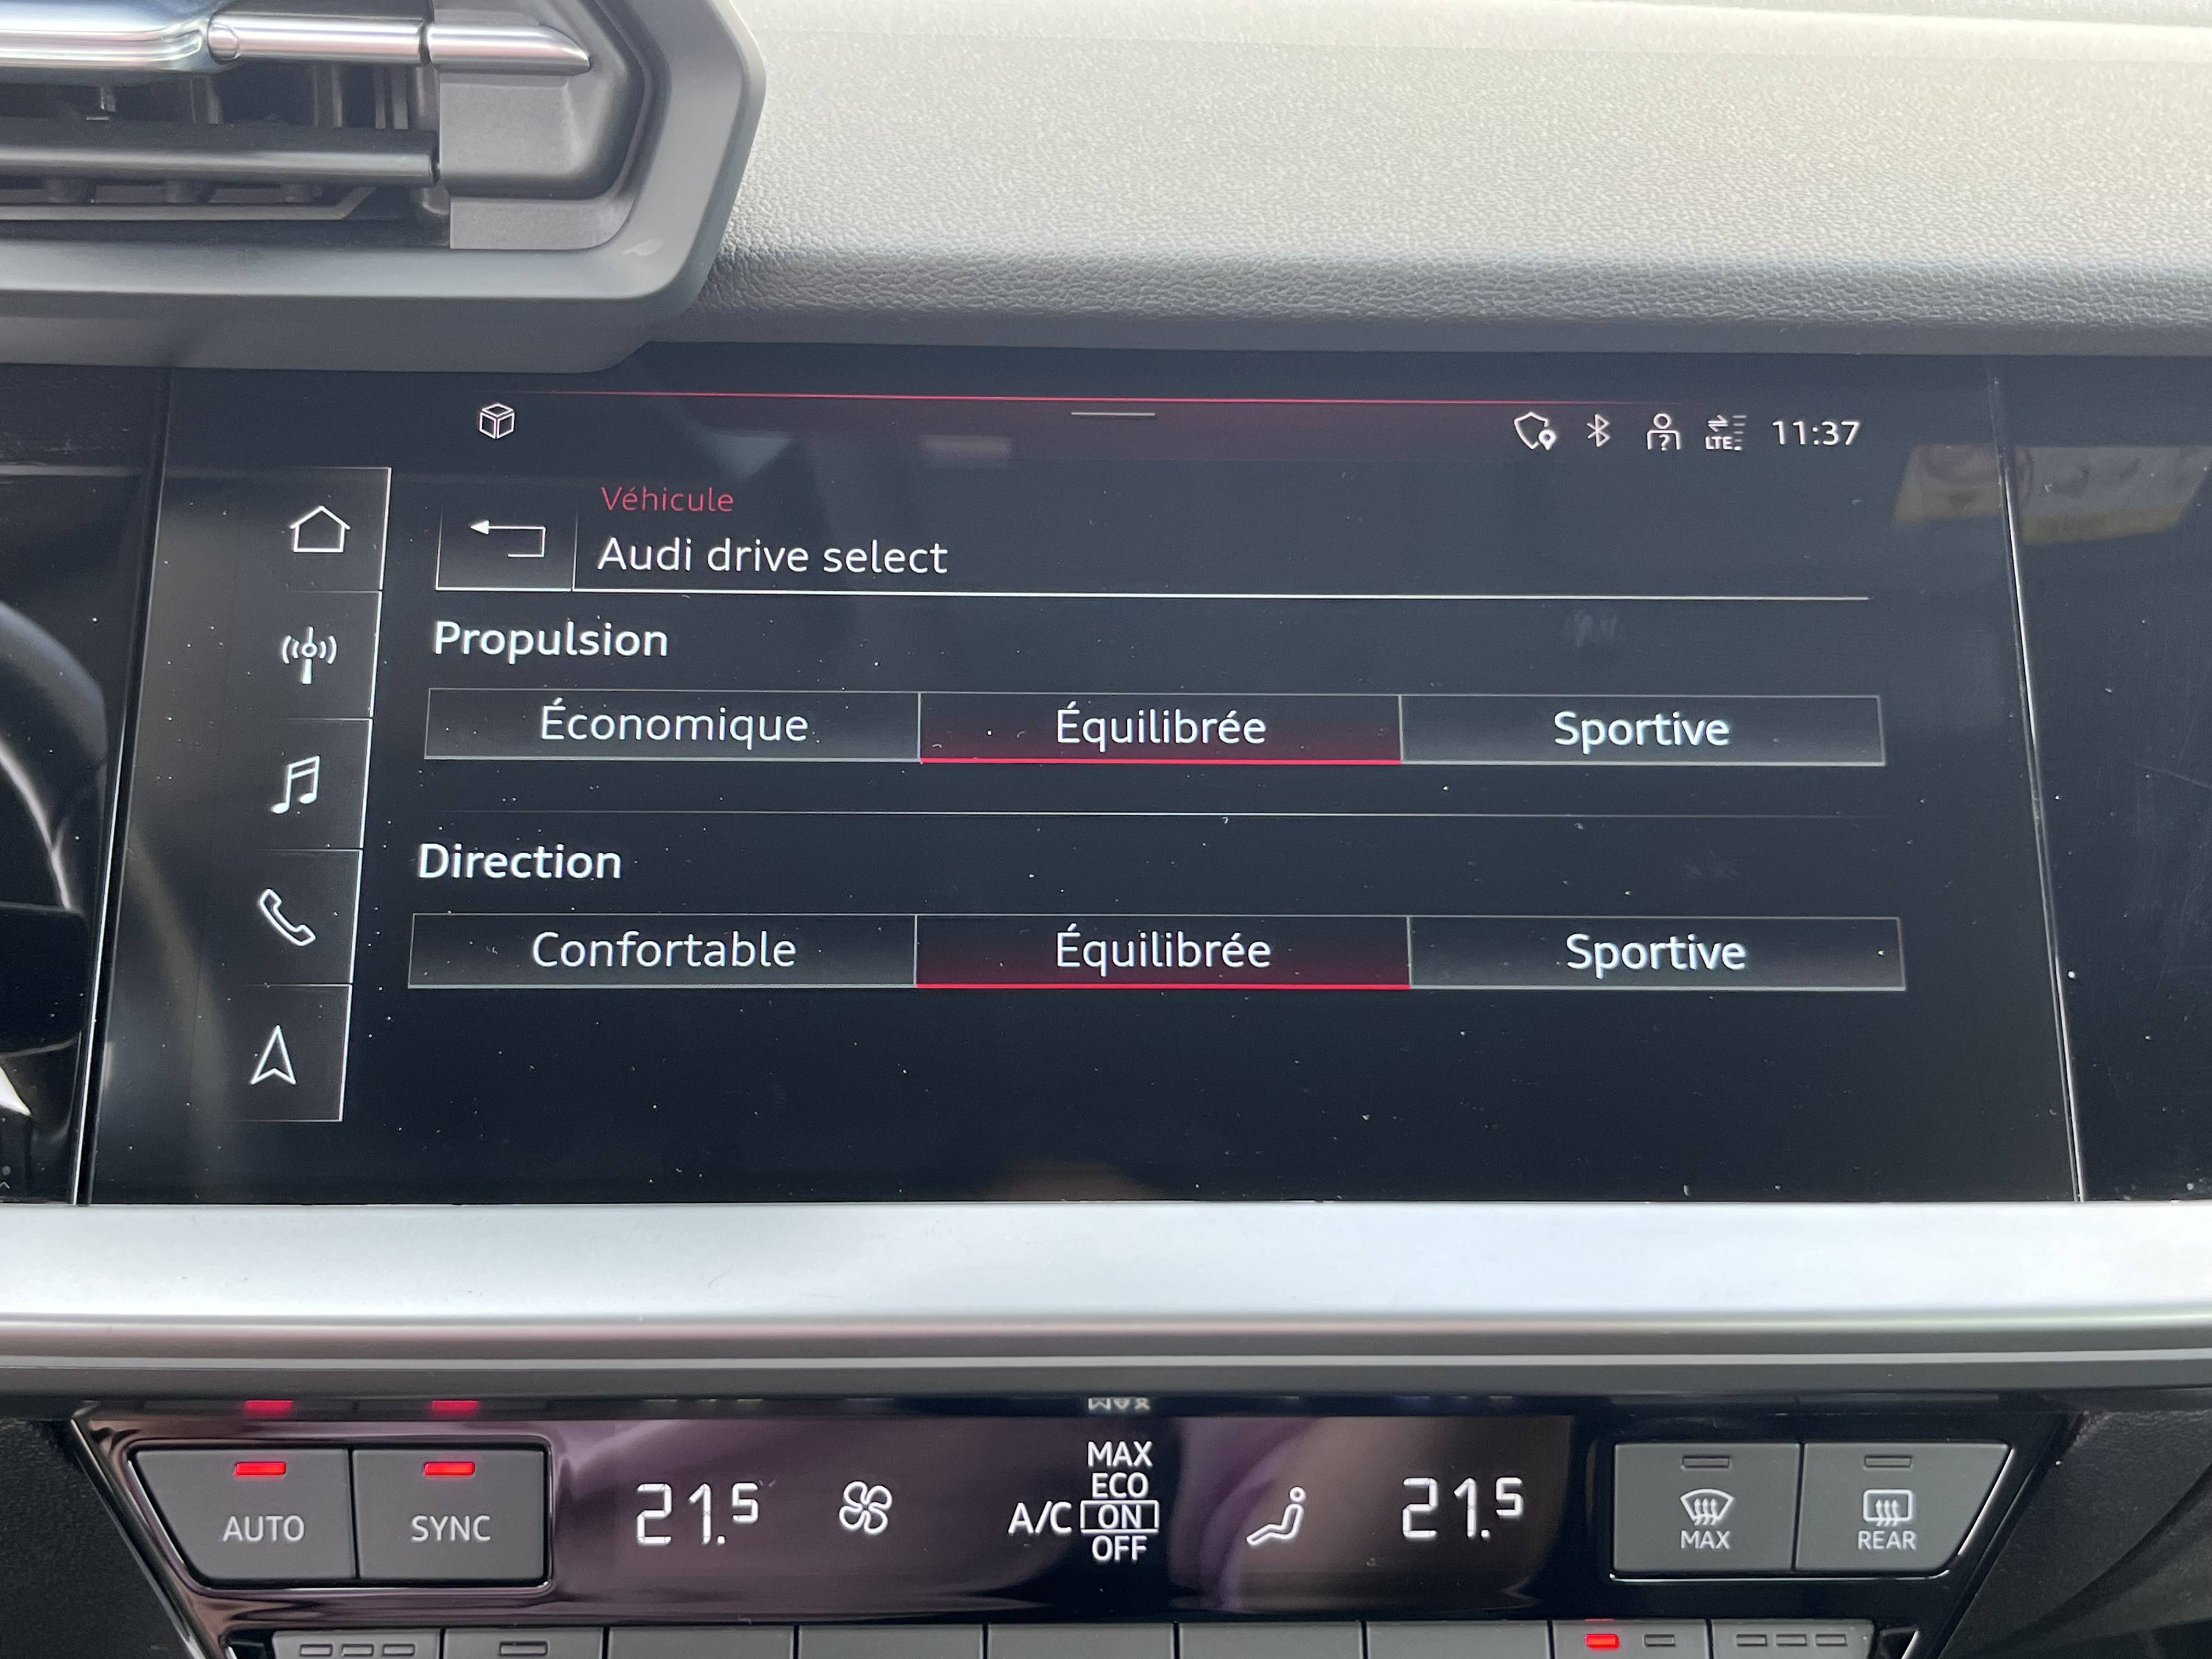 LTE 11:37
Véhicule
Audi drive select
Propulsion
Économique Équilibrée Sportive
Direction
Confortable Équilibrée Sportive
MAX
ECO
AUTO SYNC 21.5 A/C ON 21.5 MAX REAR
OFF